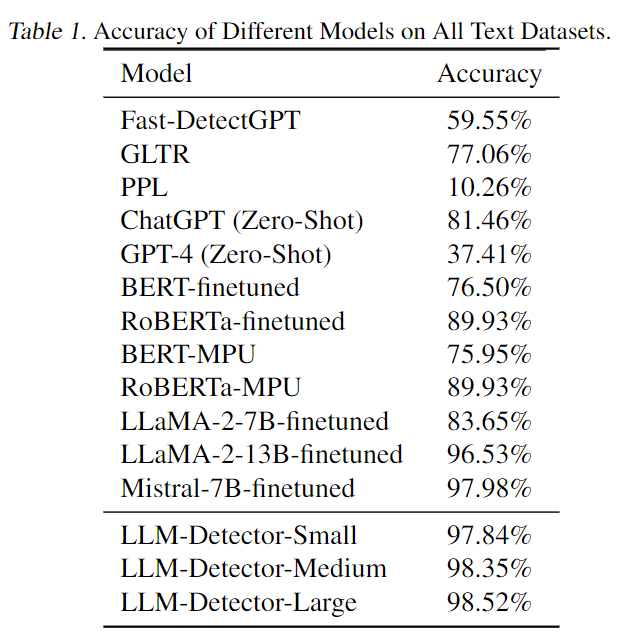 Table 1. Accuracy of Different Models on All Text Datasets.
Model Accuracy
Fast-DetectGPT 59.55%
GLTR 77.06%
PPL 10.26%
ChatGPT (Zero-Shot) 81.46%
GPT-4 (Zero-Shot) 37.41%
BERT-finetuned 76.50%
RoBERTa-finetuned 89.93%
BERT-MPU 75.95%
RoBERTa-MPU 89.93%
LLaMA-2-7B-finetuned 83.65%
LLaMA-2-13B-finetuned 96.53%
Mistral-7B-finetuned 97.98%
LLM-Detector-Small 97.84%
LLM-Detector-Medium 98.35%
LLM-Detector-Large 98.52%